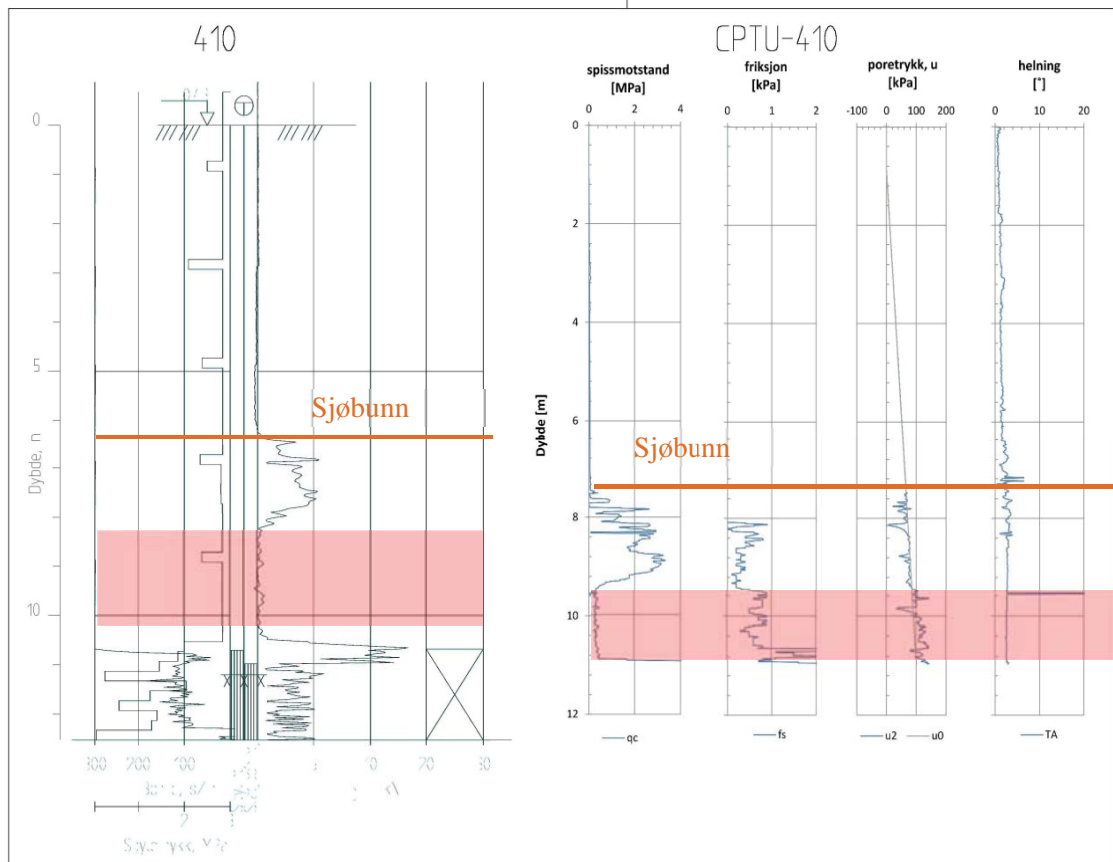 410
0
5
10
Dybde,
Sjøbunn
300 200 100
10 20 30
CPTU-410
spissmotstand
[MPa]
0 2 4
friksjon
[kPa]
0 1 2
poretrykk, u
[kPa]
-100 0 100 200
helning
[°]
0 10 20
Dybde [m]
0
2
4
6
8
10
12
Sjøbunn
qc
fs
u2 u0
TA